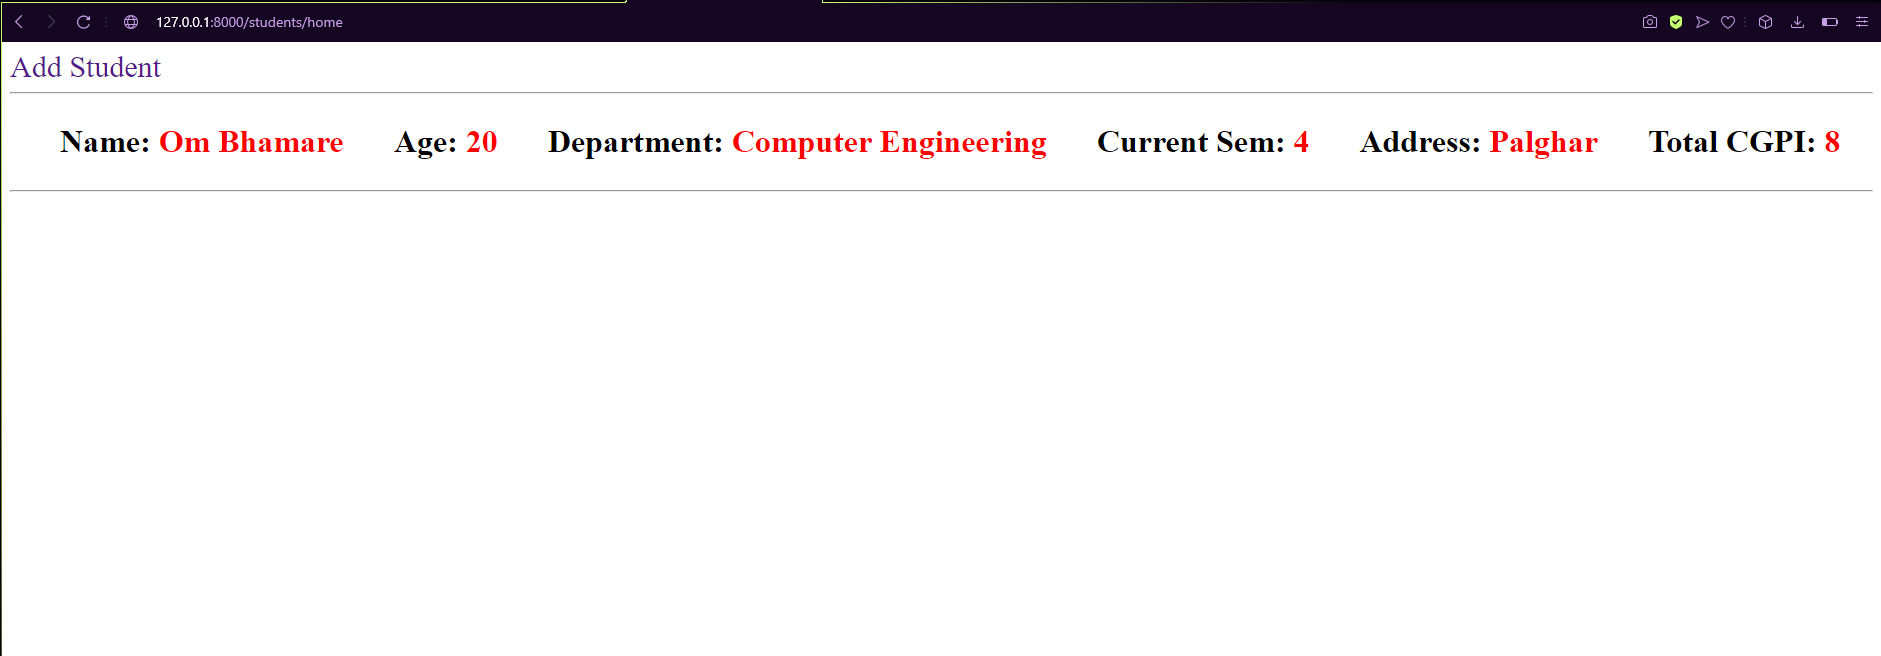 127.0.0.1:8000/students/home
Add Student
Name: Om Bhamare Age: 20 Department: Computer Engineering Current Sem: 4 Address: Palghar Total CGPI: 8